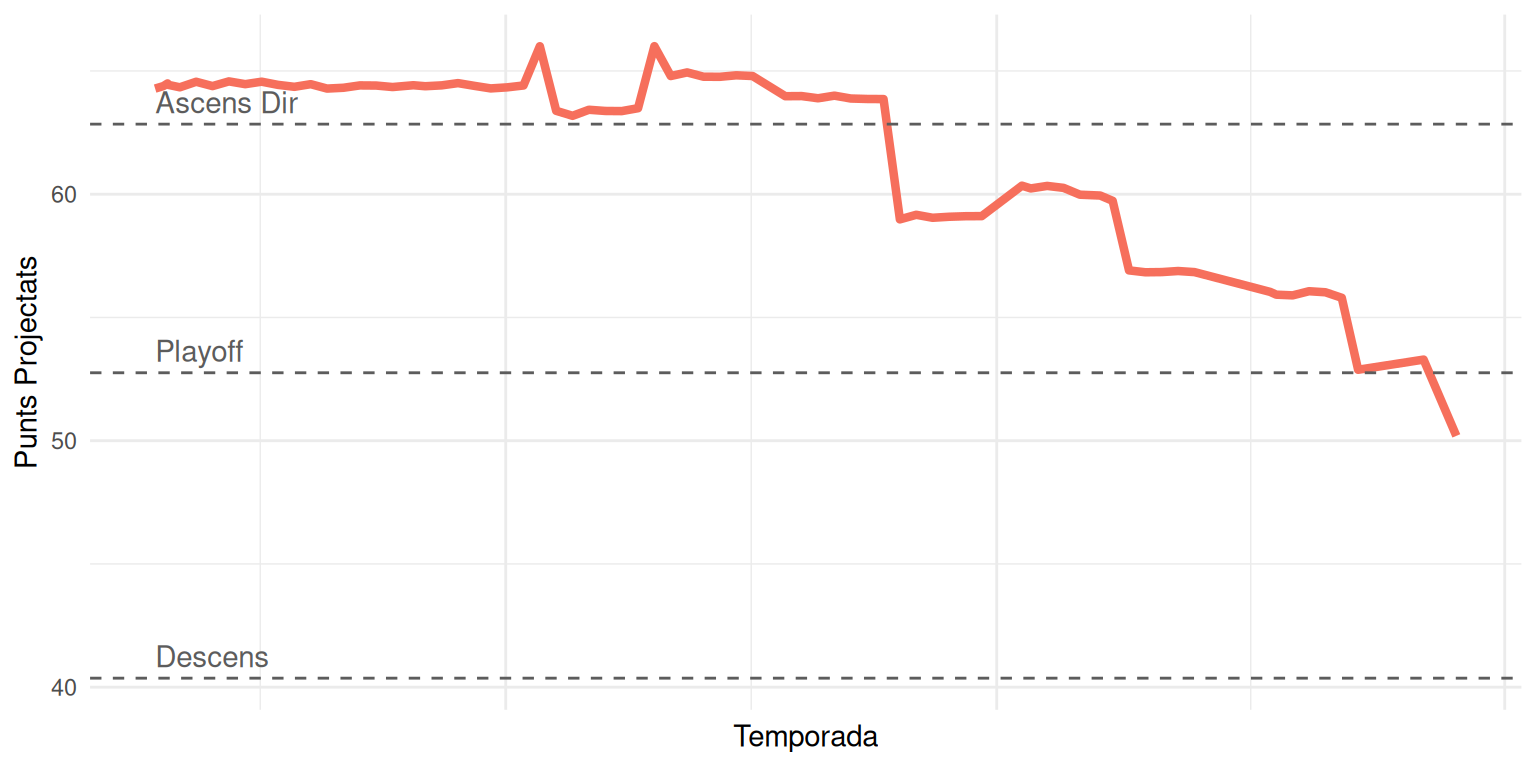 Ascens Dir
60
Playoff
50
Descens
40
Punts Projectats
Temporada